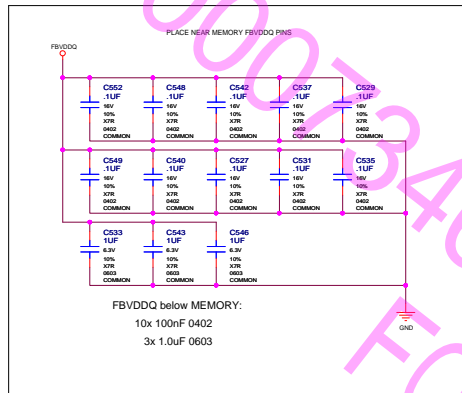 PLACE NEAR MEMORY FBVDDQ PINS
FBVDDQ
C552 C548 C542 C537 C529
.1UF .1UF .1UF .1UF .1UF
16V 16V 16V 16V 16V
10% 10% 10% 10% 10%
X7R X7R X7R X7R X7R
0402 0402 0402 0402 0402
COMMON COMMON COMMON COMMON COMMON
C549 C540 C527 C531 C535
.1UF .1UF .1UF .1UF .1UF
16V 16V 16V 16V 16V
10% 10% 10% 10% 10%
X7R X7R X7R X7R X7R
0402 0402 0402 0402 0402
COMMON COMMON COMMON COMMON COMMON
C533 C543 C546
1UF 1UF 1UF
6.3V 6.3V 6.3V
10% 10% 10%
X7R X7R X7R
0603 0603 0603
COMMON COMMON COMMON
FBVDDQ below MEMORY:
10x 100nF 0402
3x 1.0uF 0603
GND